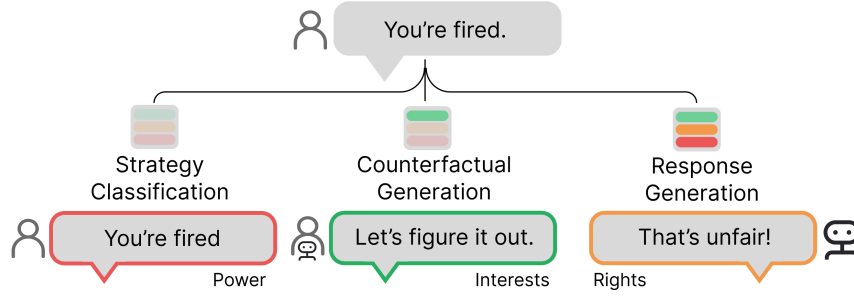 You're fired.
Strategy
Classification
Counterfactual
Generation
Response
Generation
You're fired
Let's figure it out.
That's unfair!
Power
Interests
Rights